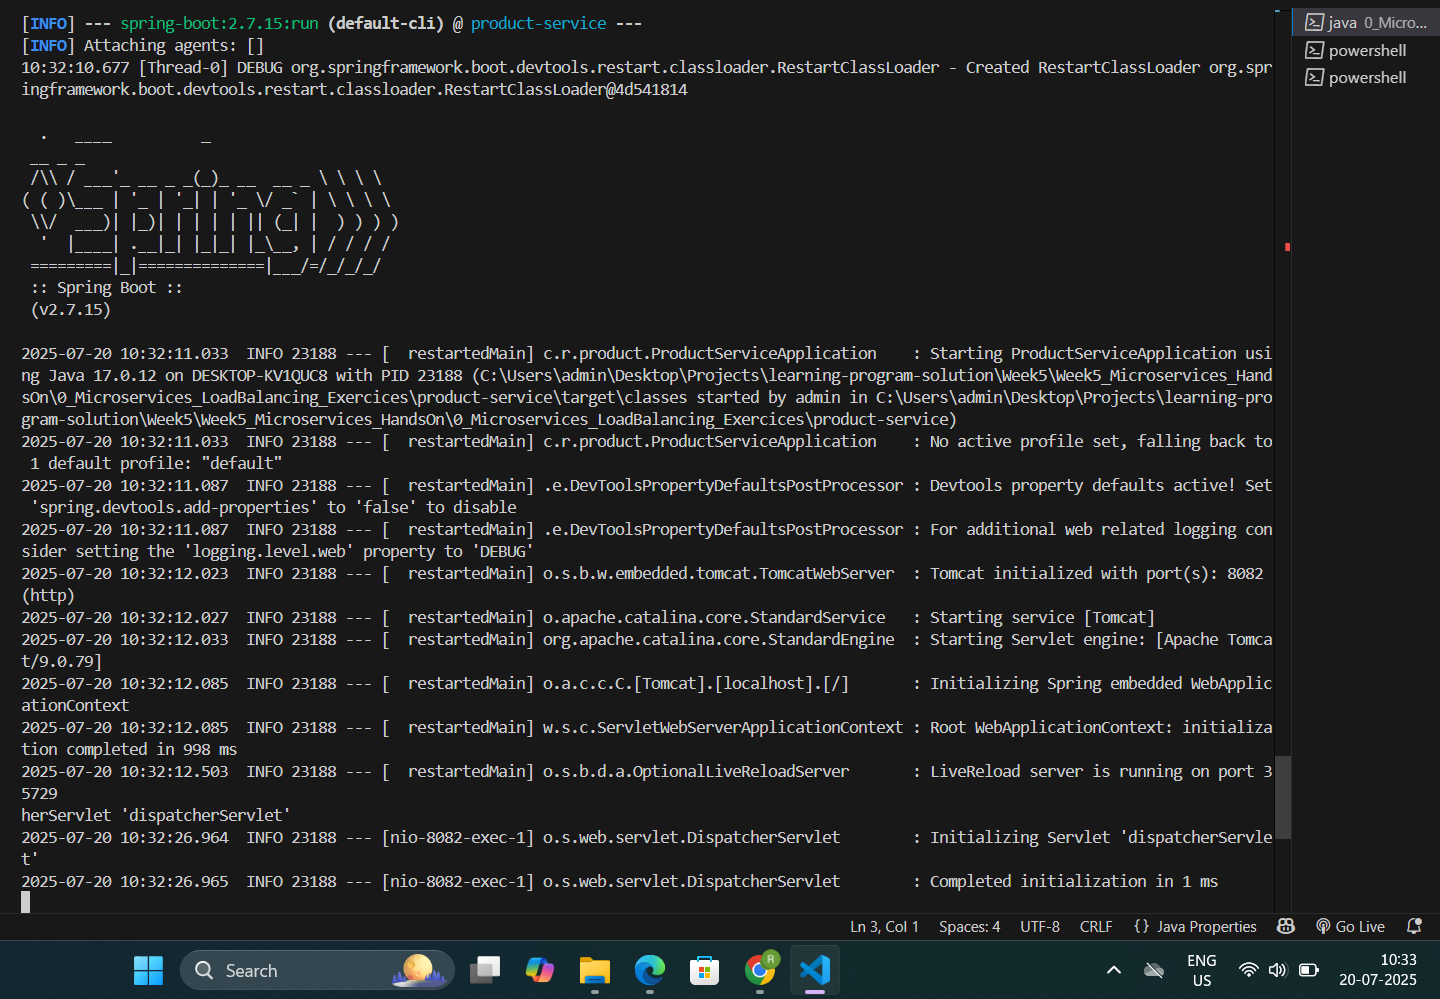 [INFO] --- spring-boot:2.7.15:run (default-cli) @ product-service ---
[INFO] Attaching agents: []
10:32:10.677 [Thread-0] DEBUG org.springframework.boot.devtools.restart.classloader.RestartClassLoader - Created RestartClassLoader org.spr
ingframework.boot.devtools.restart.classloader.RestartClassLoader@4d541814
  .   ____          _
 __ _ _
 /\\ / ___'_ __ _ _(_)_ __  __ _ \ \ \ \
( ( )\___ | '_ | '_| | '_ \/ _` | \ \ \ \
 \\/  ___)| |_)| | | | | || (_| |  ) ) ) )
  '  |____| .__|_| |_|_| |_\__, | / / / /
 =========|_|==============|___/=/_/_/_/
 :: Spring Boot ::
 (v2.7.15)
2025-07-20 10:32:11.033  INFO 23188 --- [  restartedMain] c.r.product.ProductServiceApplication    : Starting ProductServiceApplication usi
ng Java 17.0.12 on DESKTOP-KV1QUC8 with PID 23188 (C:\Users\admin\Desktop\Projects\learning-program-solution\Week5\Week5_Microservices_Hand
sOn\0_Microservices_LoadBalancing_Exercices\product-service\target\classes started by admin in C:\Users\admin\Desktop\Projects\learning-pro
gram-solution\Week5\Week5_Microservices_HandsOn\0_Microservices_LoadBalancing_Exercices\product-service)
2025-07-20 10:32:11.033  INFO 23188 --- [  restartedMain] c.r.product.ProductServiceApplication    : No active profile set, falling back to
 1 default profile: "default"
2025-07-20 10:32:11.087  INFO 23188 --- [  restartedMain] .e.DevToolsPropertyDefaultsPostProcessor : Devtools property defaults active! Set
 'spring.devtools.add-properties' to 'false' to disable
2025-07-20 10:32:11.087  INFO 23188 --- [  restartedMain] .e.DevToolsPropertyDefaultsPostProcessor : For additional web related logging con
sider setting the 'logging.level.web' property to 'DEBUG'
2025-07-20 10:32:12.023  INFO 23188 --- [  restartedMain] o.s.b.w.embedded.tomcat.TomcatWebServer  : Tomcat initialized with port(s): 8082
(http)
2025-07-20 10:32:12.027  INFO 23188 --- [  restartedMain] o.apache.catalina.core.StandardService   : Starting service [Tomcat]
2025-07-20 10:32:12.033  INFO 23188 --- [  restartedMain] org.apache.catalina.core.StandardEngine  : Starting Servlet engine: [Apache Tomca
t/9.0.79]
2025-07-20 10:32:12.085  INFO 23188 --- [  restartedMain] o.a.c.c.C.[Tomcat].[localhost].[/]       : Initializing Spring embedded WebApplic
ationContext
2025-07-20 10:32:12.085  INFO 23188 --- [  restartedMain] w.s.c.ServletWebServerApplicationContext : Root WebApplicationContext: initializa
tion completed in 998 ms
2025-07-20 10:32:12.503  INFO 23188 --- [  restartedMain] o.s.b.d.a.OptionalLiveReloadServer       : LiveReload server is running on port 3
5729
herServlet 'dispatcherServlet'
2025-07-20 10:32:26.964  INFO 23188 --- [nio-8082-exec-1] o.s.web.servlet.DispatcherServlet        : Initializing Servlet 'dispatcherServle
t'
2025-07-20 10:32:26.965  INFO 23188 --- [nio-8082-exec-1] o.s.web.servlet.DispatcherServlet        : Completed initialization in 1 ms
java 0_Micro...
powershell
powershell
Ln 3, Col 1 Spaces: 4 UTF-8 CRLF {} Java Properties Go Live
Search
R
ENG
US
10:33
20-07-2025